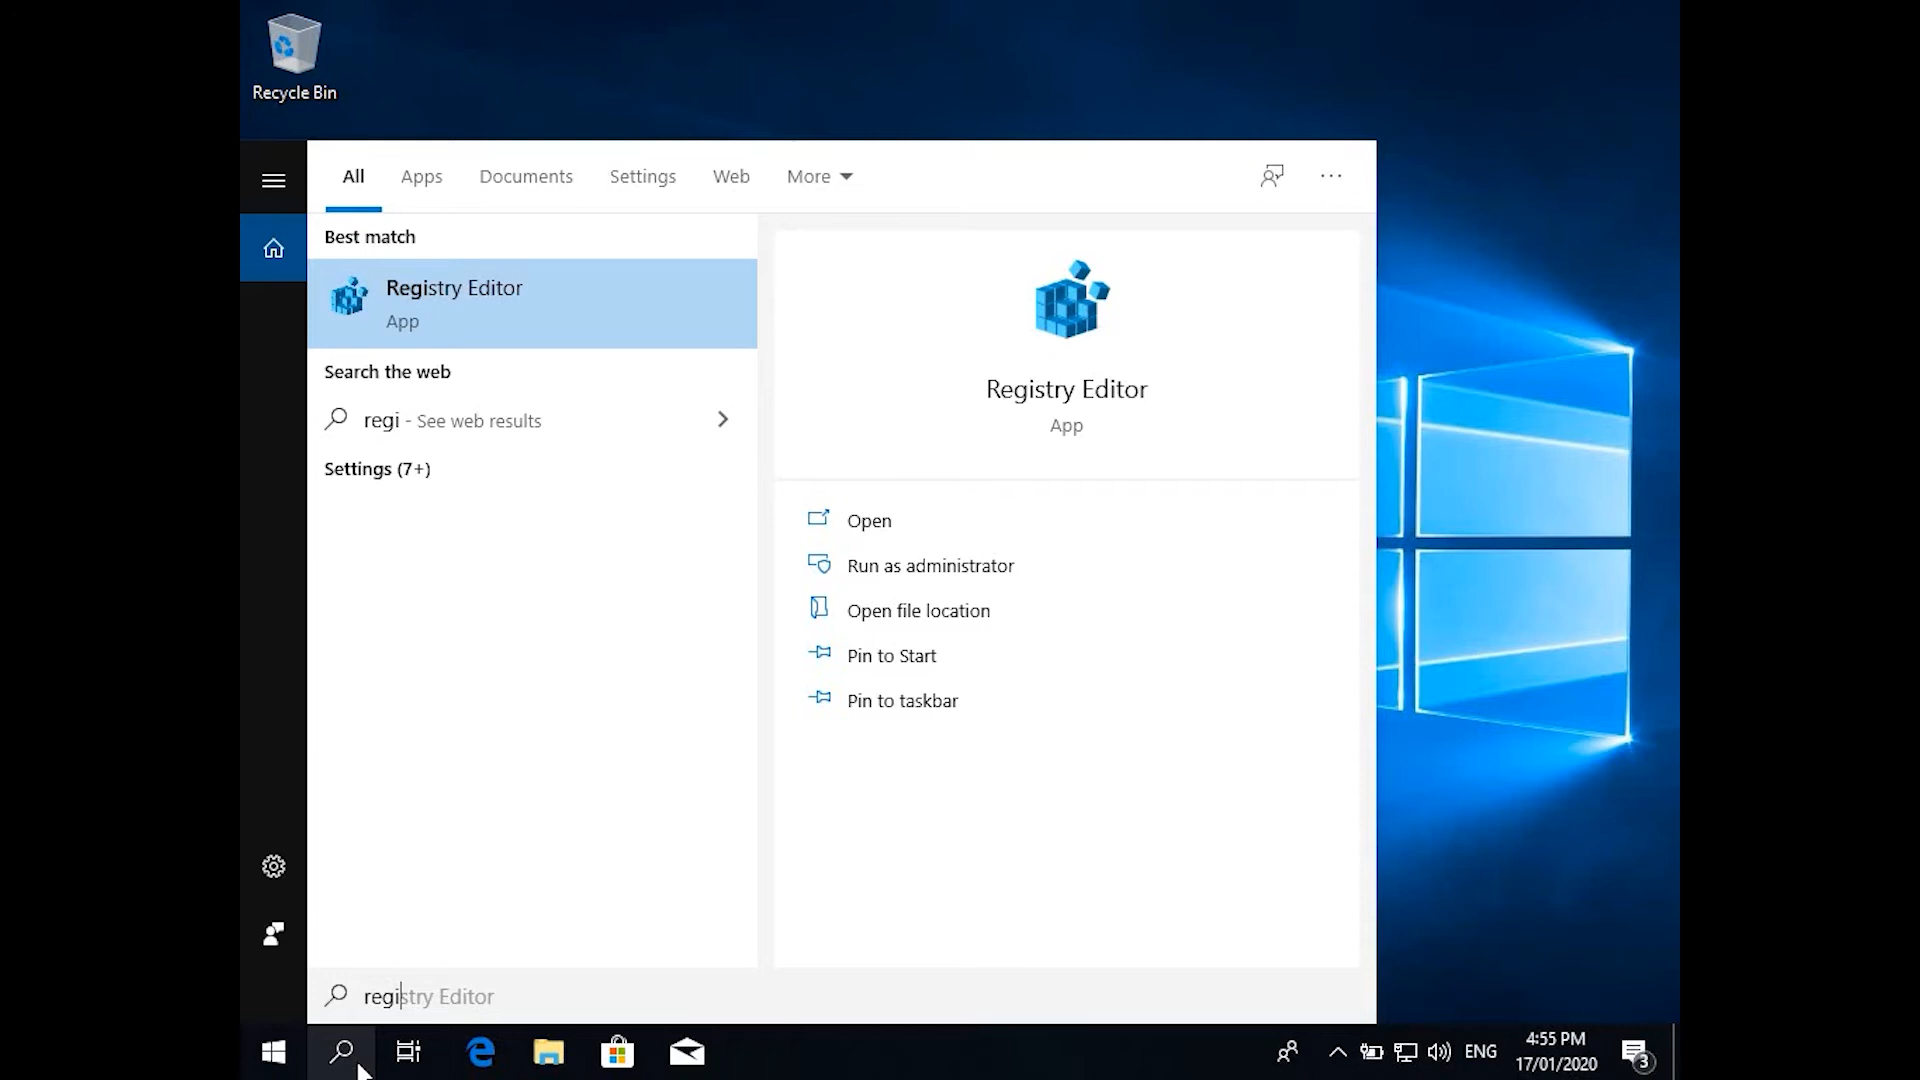 Recycle Bin
All Apps Documents Settings Web More
Best match
Registry Editor
App
Search the web
regi - See web results
Settings (7+)
Registry Editor
App
Open
Run as administrator
Open file location
Pin to Start
Pin to taskbar
registry Editor
ENG
4:55 PM
17/01/2020
3